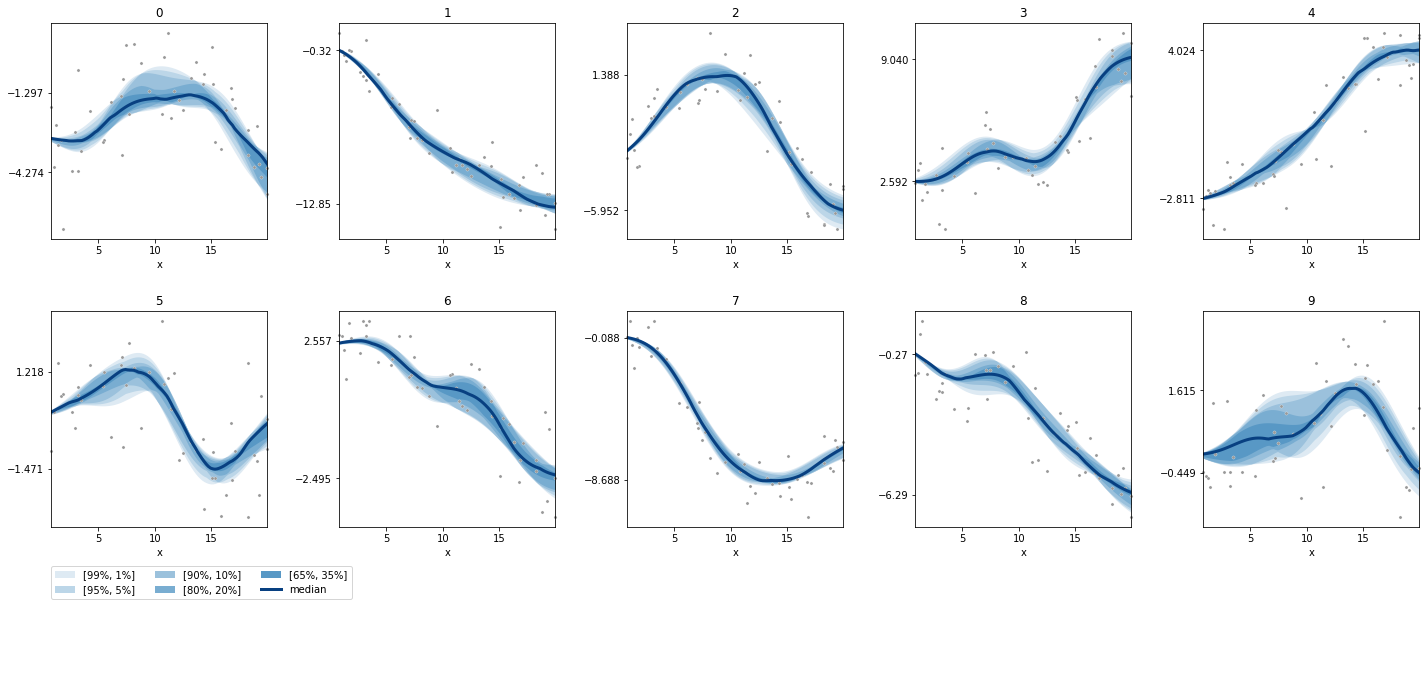 0 1 2 3 4
−1.297 −0.32 1.388 9.040 4.024
−4.274 −12.85 −5.952 2.592 −2.811
5 10 15 5 10 15 5 10 15 5 10 15 5 10 15
x x x x x
5 6 7 8 9
1.218 2.557 −0.088 −0.27 1.615
−1.471 −2.495 −8.688 −6.29 −0.449
5 10 15 5 10 15 5 10 15 5 10 15 5 10 15
x x x x x
[99%, 1%] [90%, 10%] [65%, 35%]
[95%, 5%] [80%, 20%] median